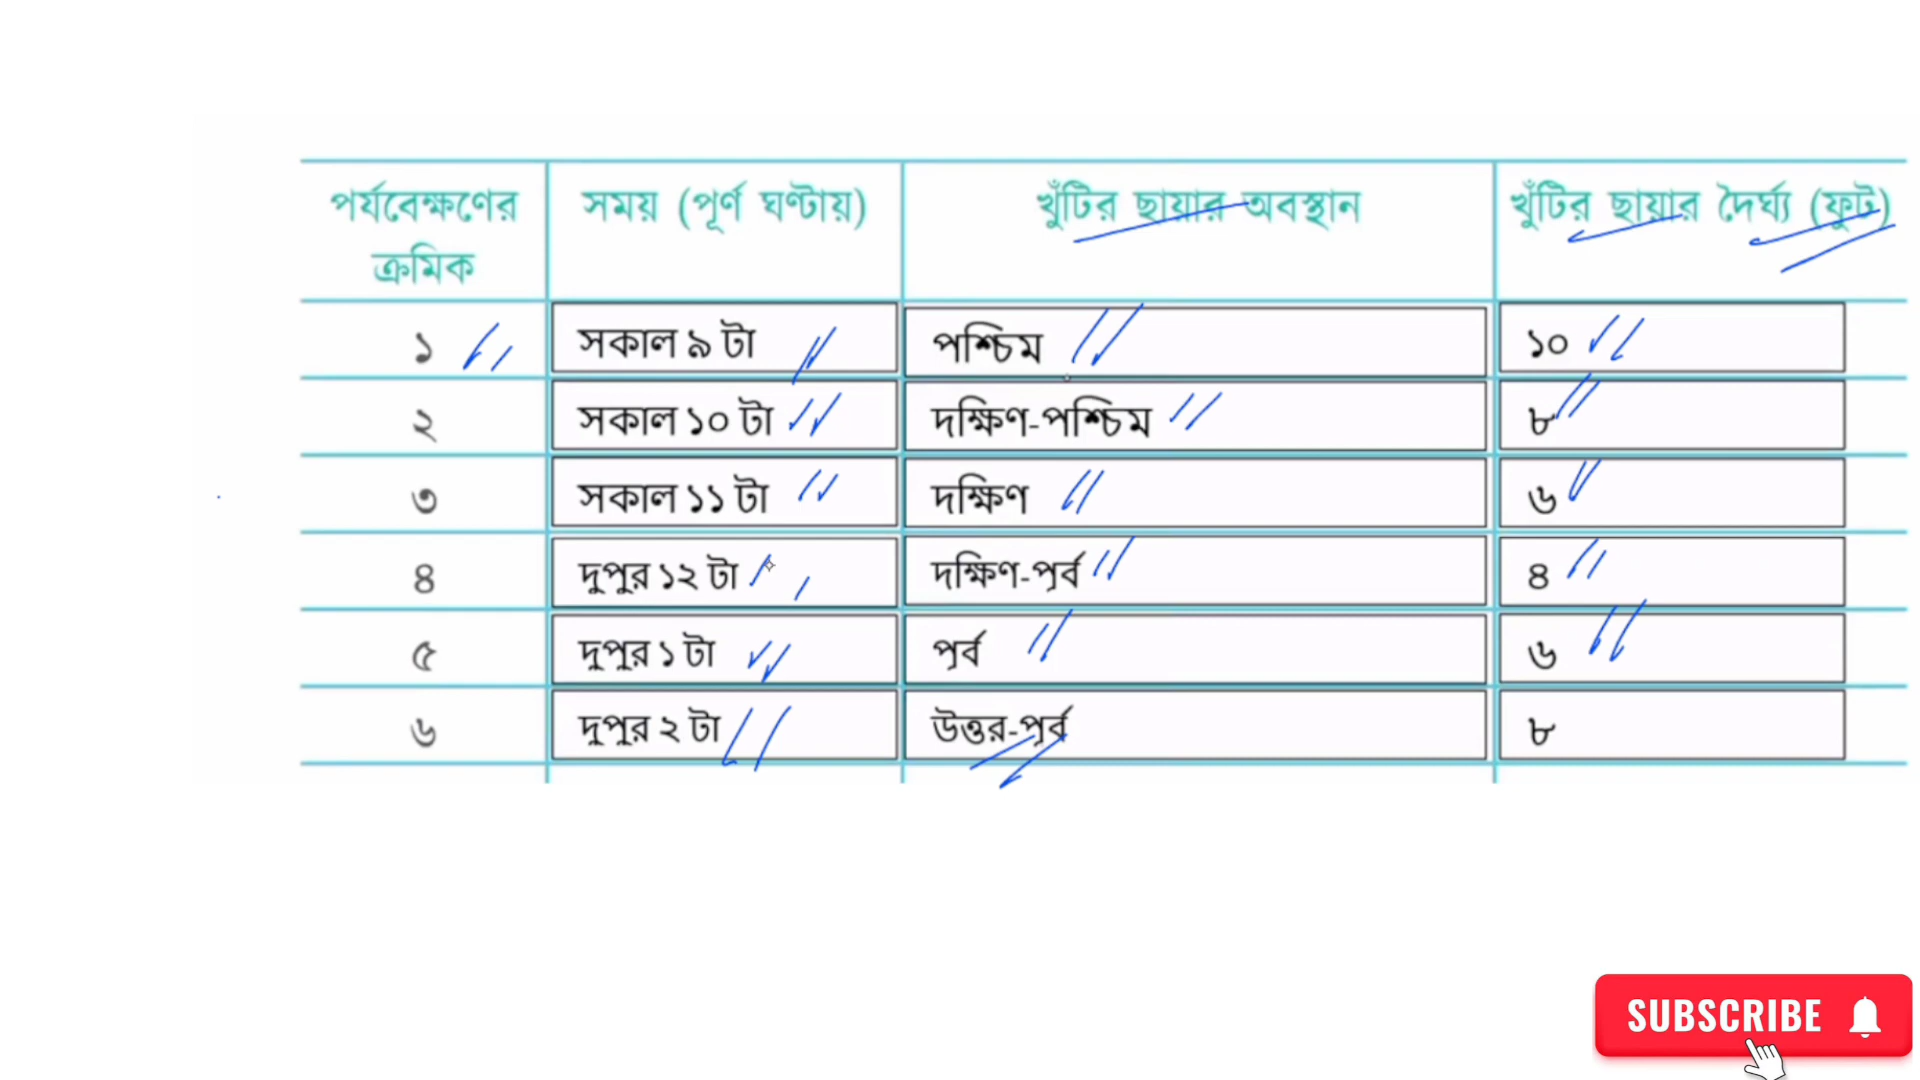 পর্যবেক্ষণের ক্রমিক	সময় (পূর্ণ ঘণ্টায়)	খুঁটির ছায়ার অবস্থান	খুঁটির ছায়ার দৈর্ঘ্য (ফুট)
১	সকাল ৯ টা	পশ্চিম	১০
২	সকাল ১০ টা	দক্ষিণ-পশ্চিম	৮
৩	সকাল ১১ টা	দক্ষিণ	৬
৪	দুপুর ১২ টা	দক্ষিণ-পূর্ব	৪
৫	দুপুর ১ টা	পূর্ব	৬
৬	দুপুর ২ টা	উত্তর-পূর্ব	৮
SUBSCRIBE